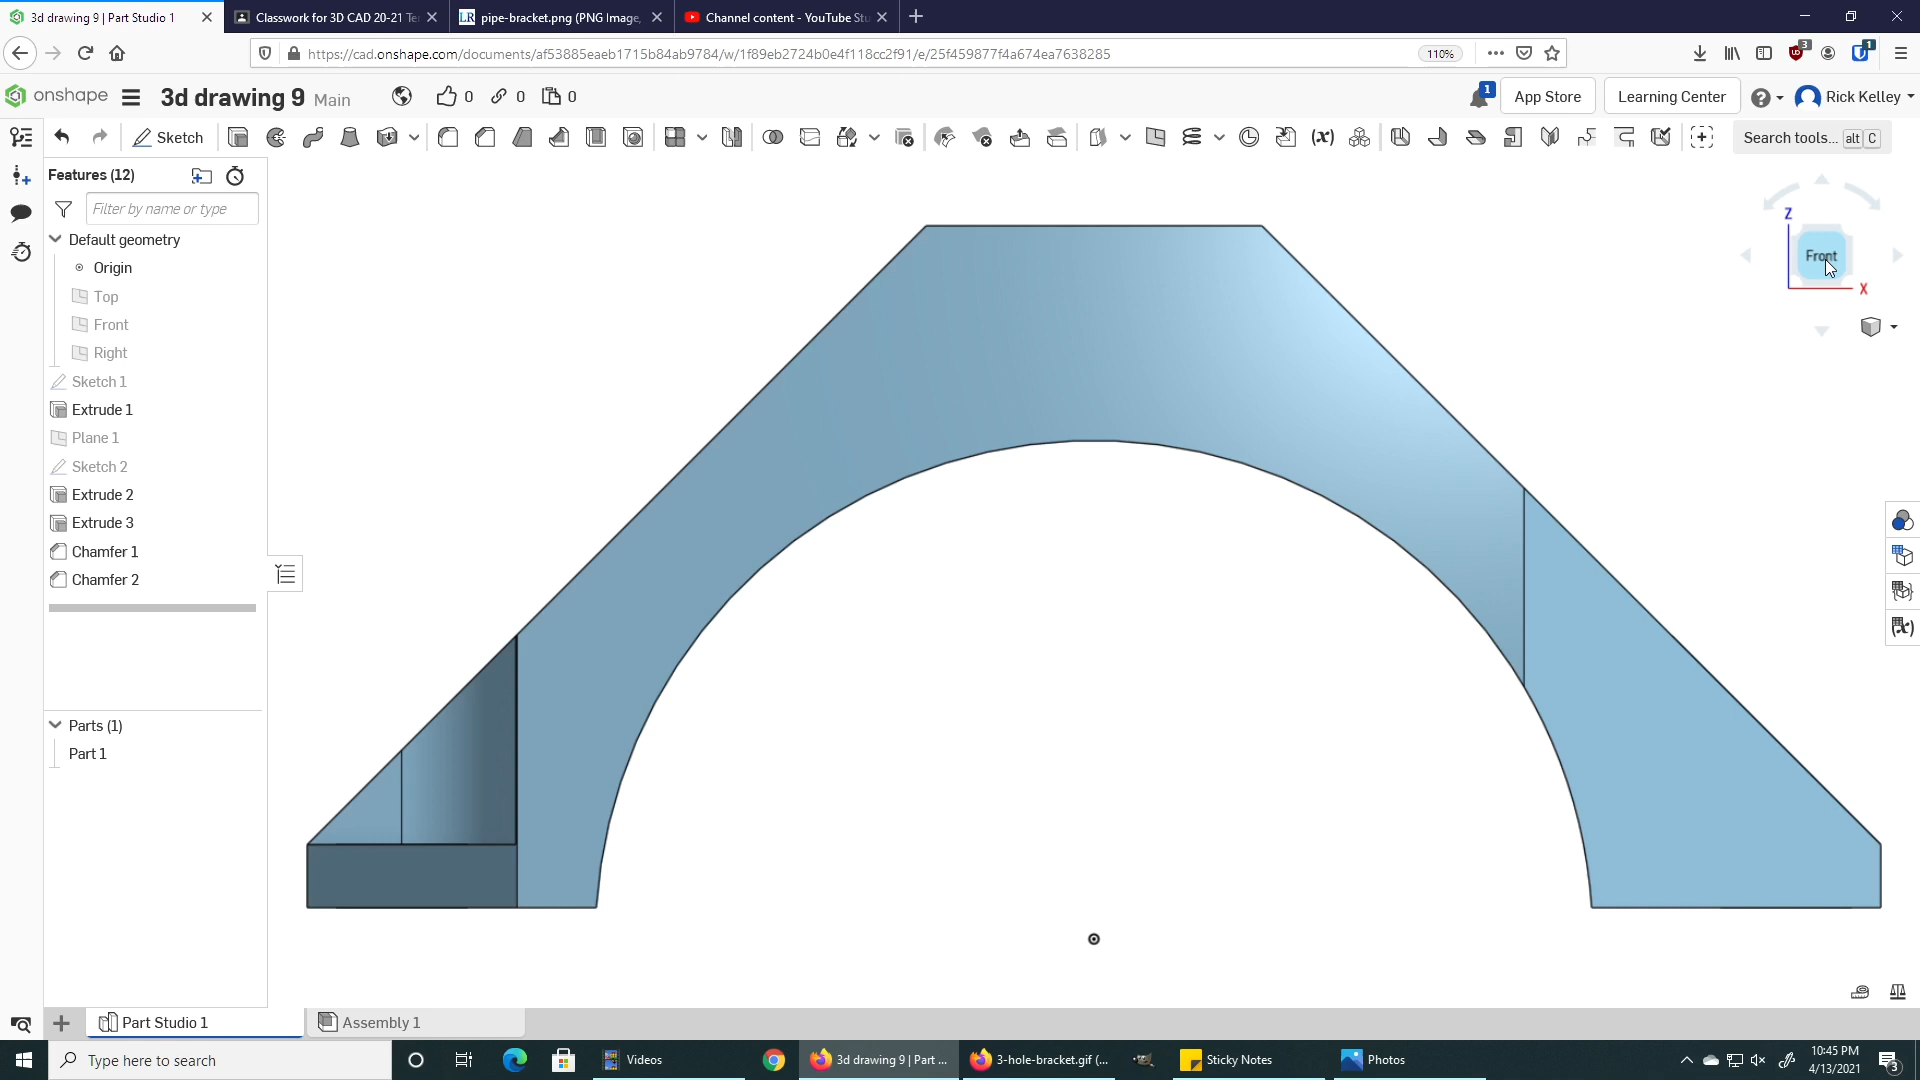 3d drawing 9 | Part Studio 1
Classwork for 3D CAD 20-21 Te
LR pipe-bracket.png (PNG Image,
Channel content - YouTube Stu
https://cad.onshape.com/documents/af53885eaeb1715b84ab9784/w/1f89eb2724b0e4f118cc2f91/e/25f459877f4a674ea7638285
110%
3
1
onshape
3d drawing 9 Main
0
0
0
1
App Store
Learning Center
Rick Kelley
Sketch
(x)
Search tools... alt C
Features (12)
Filter by name or type
Default geometry
Origin
Top
Front
Right
Sketch 1
Extrude 1
Plane 1
Sketch 2
Extrude 2
Extrude 3
Chamfer 1
Chamfer 2
Parts (1)
Part 1
Z
Front
X
(x)
Part Studio 1
Assembly 1
Type here to search
Videos
3d drawing 9 | Part ...
3-hole-bracket.gif (...
Sticky Notes
Photos
10:45 PM
4/13/2021
3